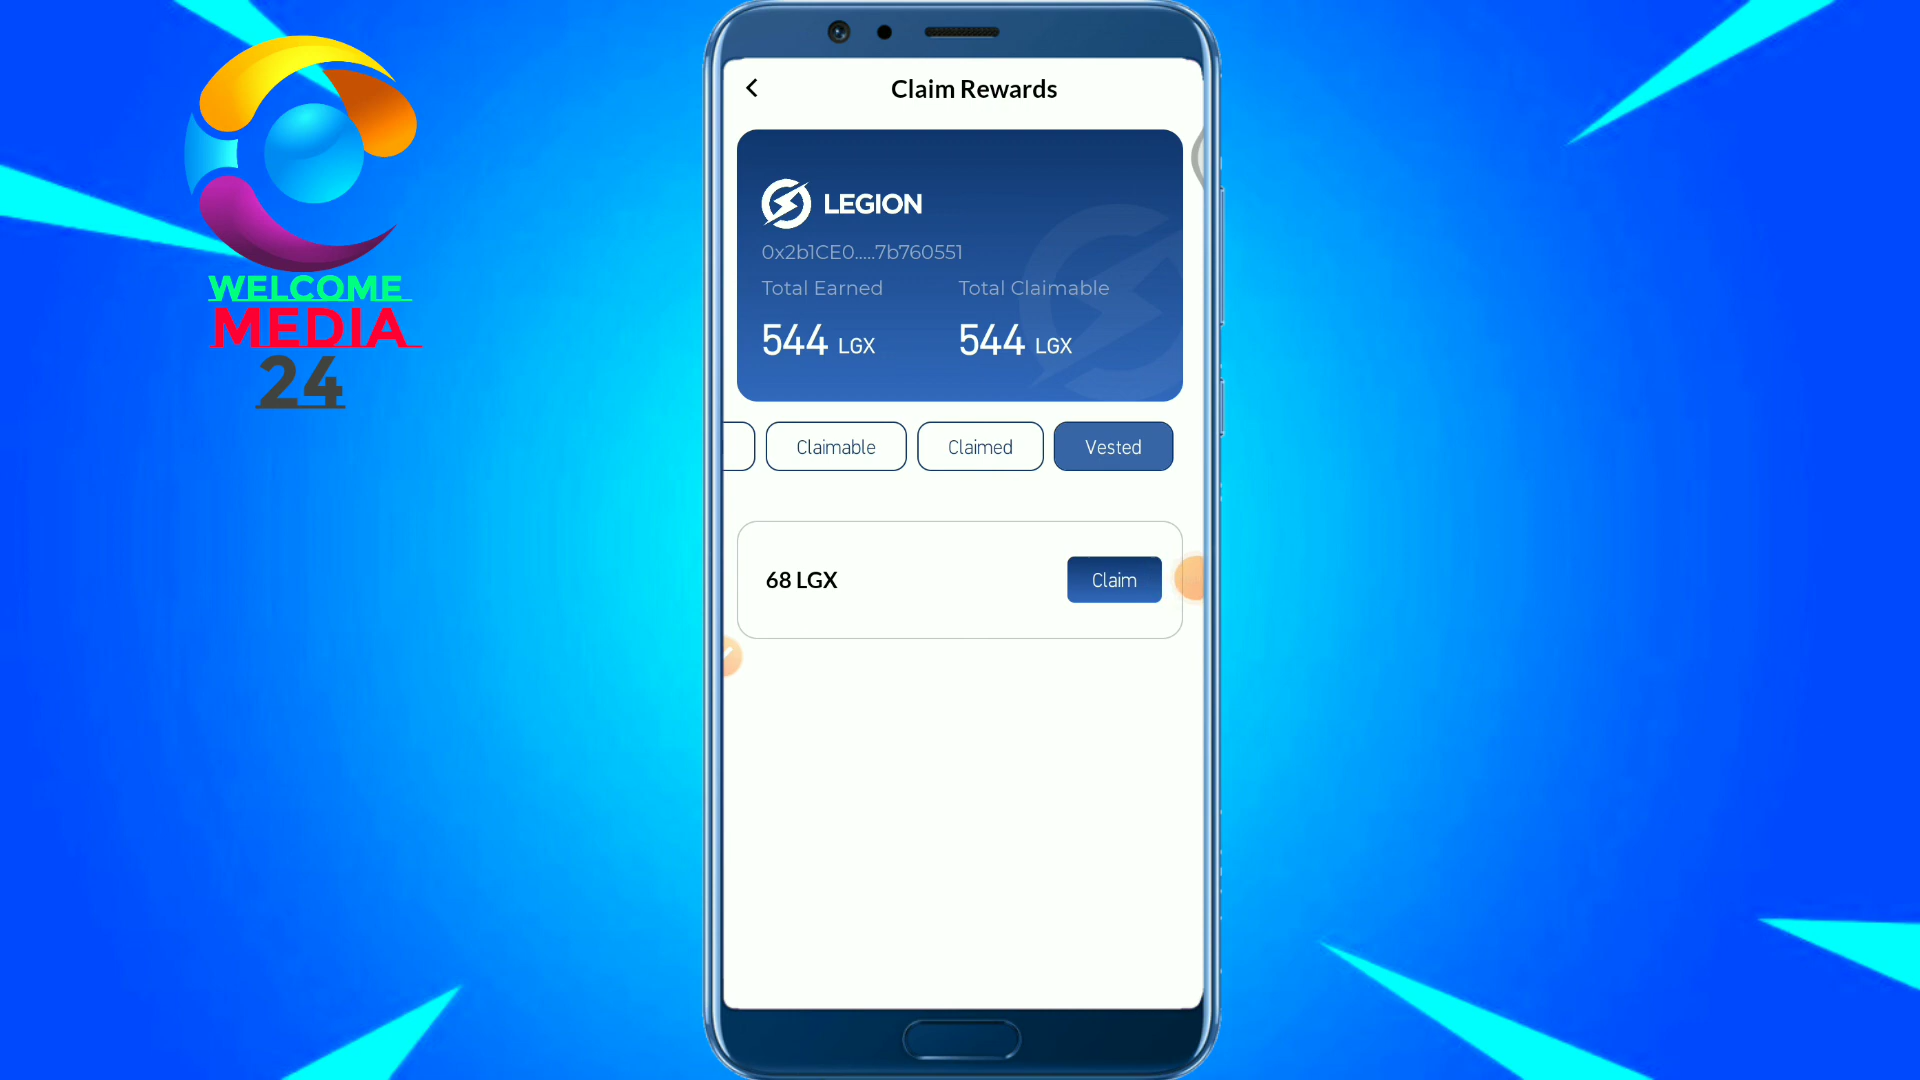 WELCOME
MEDIA
24
Claim Rewards
LEGION
0x2b1CE0.....7b760551
Total Earned
Total Claimable
544 LGX
544 LGX
Claimable
Claimed
Vested
68 LGX
Claim